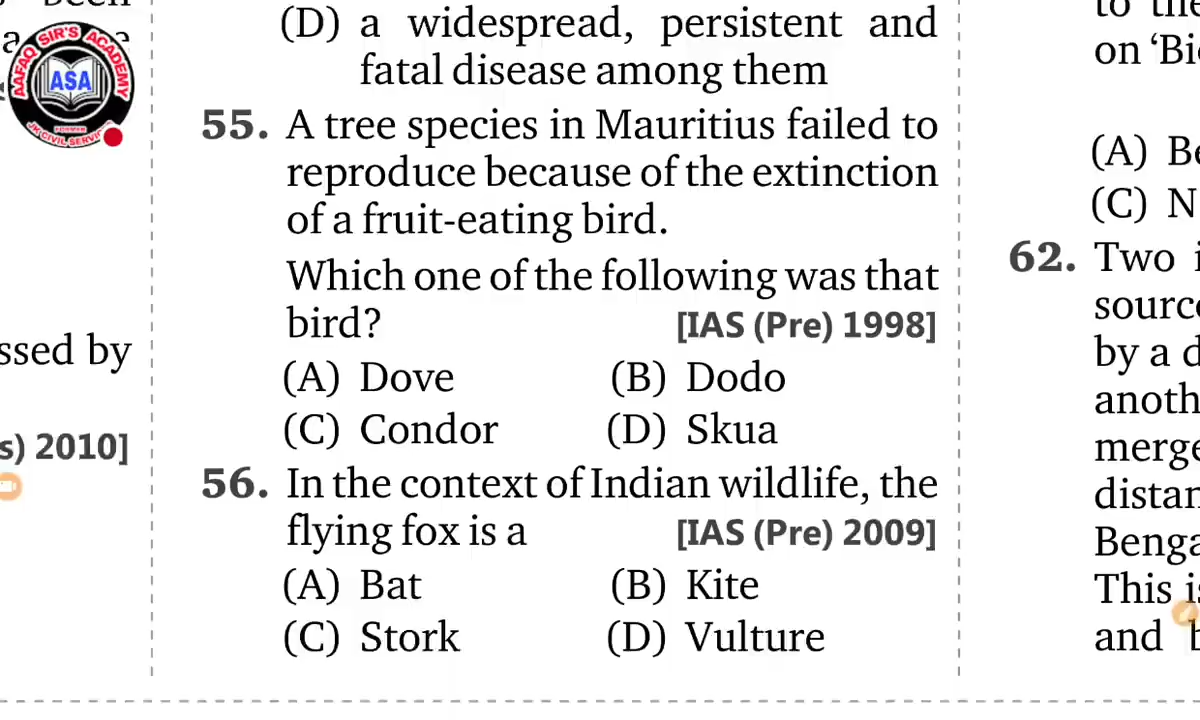 ssed by
s) 2010]
AAFAQ SIR'S ACADEMY
ASA
(D) a widespread, persistent and
fatal disease among them
55. A tree species in Mauritius failed to
reproduce because of the extinction
of a fruit-eating bird.
Which one of the following was that
bird? [IAS (Pre) 1998]
(A) Dove (B) Dodo
(C) Condor (D) Skua
56. In the context of Indian wildlife, the
flying fox is a [IAS (Pre) 2009]
(A) Bat (B) Kite
(C) Stork (D) Vulture
on ‘Bi
(A) Be
(C) N
62. Two
sourc
by a d
anoth
merge
distan
Benga
This is
and